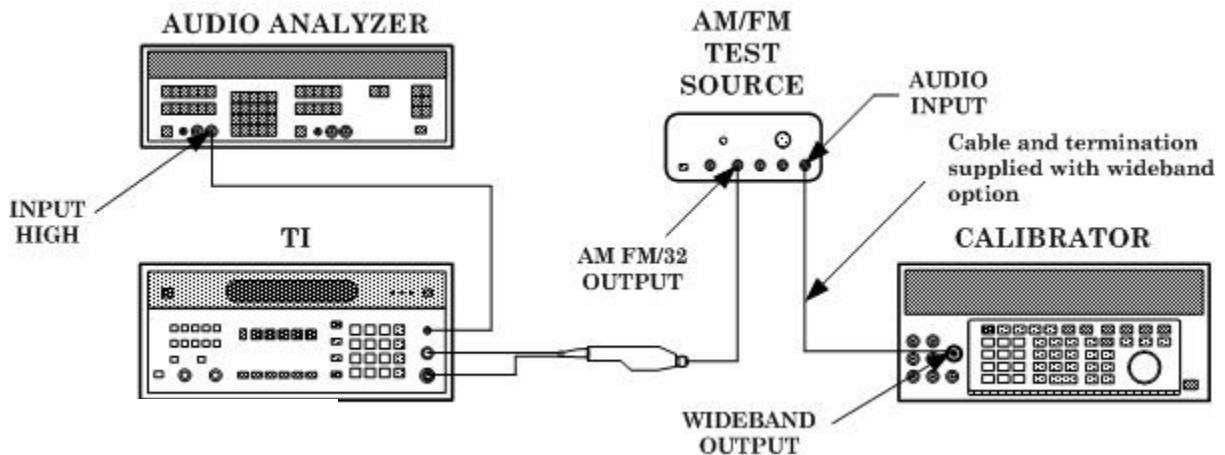 AUDIO ANALYZER
AM/FM
TEST
SOURCE
AUDIO
INPUT
Cable and termination
supplied with wideband
option
INPUT
HIGH
TI
AM FM/32
OUTPUT
CALIBRATOR
WIDEBAND
OUTPUT